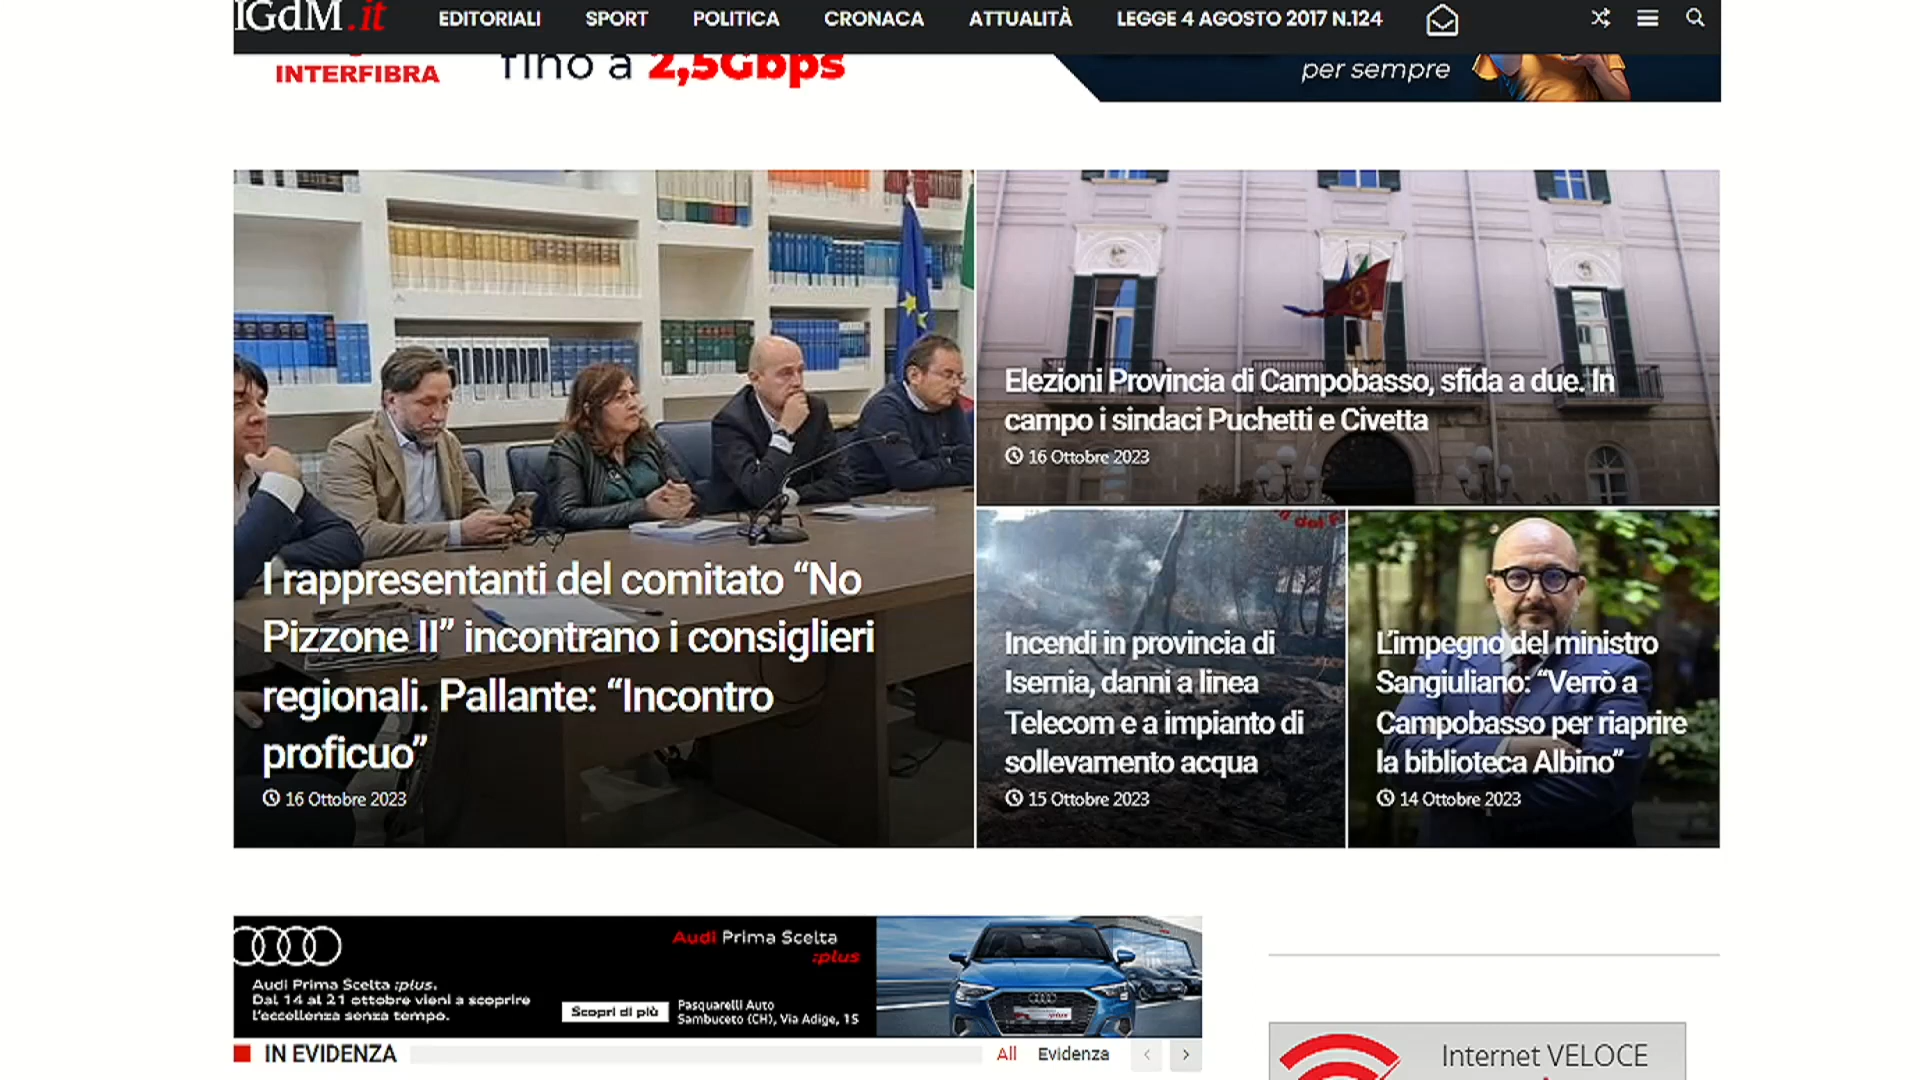 IGdM.it
EDITORIALI SPORT POLITICA CRONACA ATTUALITÀ LEGGE 4 AGOSTO 2017 N.124
INTERFIBRA
fino a 2,5Gbps
per sempre
I rappresentanti del comitato “No
Pizzone II” incontrano i consiglieri
regionali. Pallante: “Incontro
proficuo”
16 Ottobre 2023
Elezioni Provincia di Campobasso, sfida a due. In
campo i sindaci Puchetti e Civetta
16 Ottobre 2023
Incendi in provincia di
Isernia, danni a linea
Telecom e a impianto di
sollevamento acqua
15 Ottobre 2023
L’impegno del ministro
Sangiuliano: “Verrò a
Campobasso per riaprire
la biblioteca Albino”
14 Ottobre 2023
Audi Prima Scelta
:plus
Audi Prima Scelta :plus.
Dal 14 al 21 ottobre vieni a scoprire
l’eccellenza senza tempo.
Scopri di più
Pasquarelli Auto
Sambuceto (CH), Via Adige, 15
IN EVIDENZA
All Evidenza
Internet VELOCE